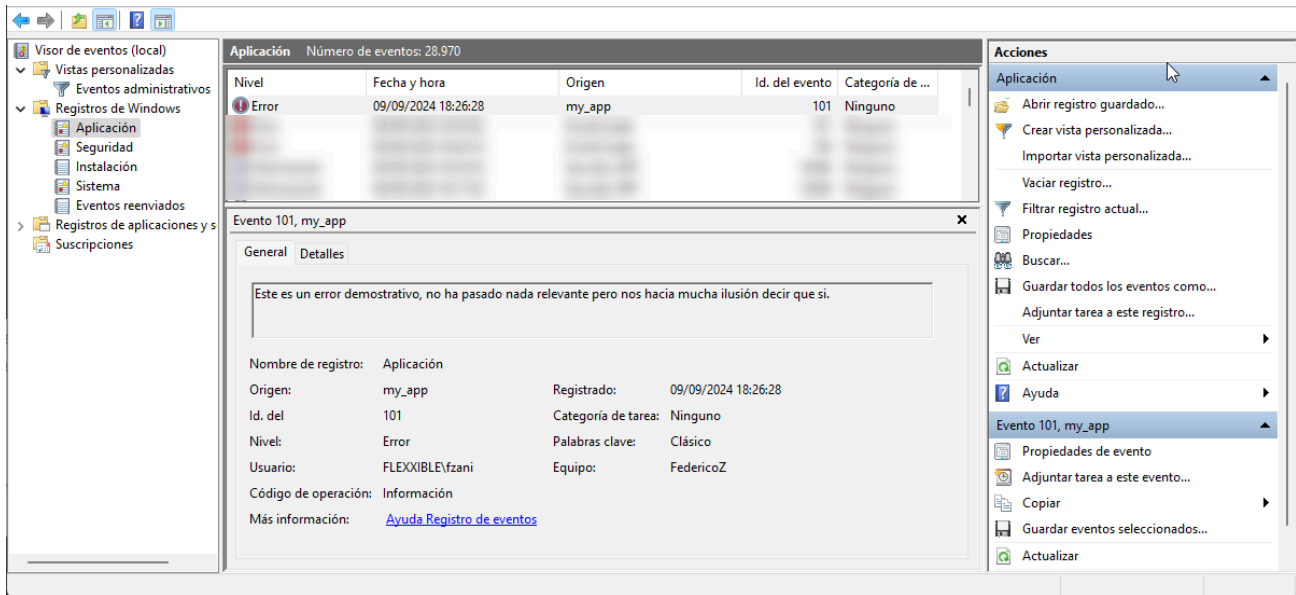 Visor de eventos (local)
Vistas personalizadas
Eventos administrativos
Registros de Windows
Aplicación
Seguridad
Instalación
Sistema
Eventos reenviados
Registros de aplicaciones y s
Suscripciones
Aplicación Número de eventos: 28.970
Nivel Fecha y hora Origen Id. del evento Categoría de ...
Error 09/09/2024 18:26:28 my_app 101 Ninguno
Evento 101, my_app
General Detalles
Este es un error demostrativo, no ha pasado nada relevante pero nos hacia mucha ilusión decir que si.
Nombre de registro: Aplicación
Origen: my_app Registrado: 09/09/2024 18:26:28
Id. del 101 Categoría de tarea: Ninguno
Nivel: Error Palabras clave: Clásico
Usuario: FLEXXIBLE\fzani Equipo: FedericoZ
Código de operación: Información
Más información: Ayuda Registro de eventos
Acciones
Aplicación
Abrir registro guardado...
Crear vista personalizada...
Importar vista personalizada...
Vaciar registro...
Filtrar registro actual...
Propiedades
Buscar...
Guardar todos los eventos como...
Adjuntar tarea a este registro...
Ver
Actualizar
Ayuda
Evento 101, my_app
Propiedades de evento
Adjuntar tarea a este evento...
Copiar
Guardar eventos seleccionados...
Actualizar